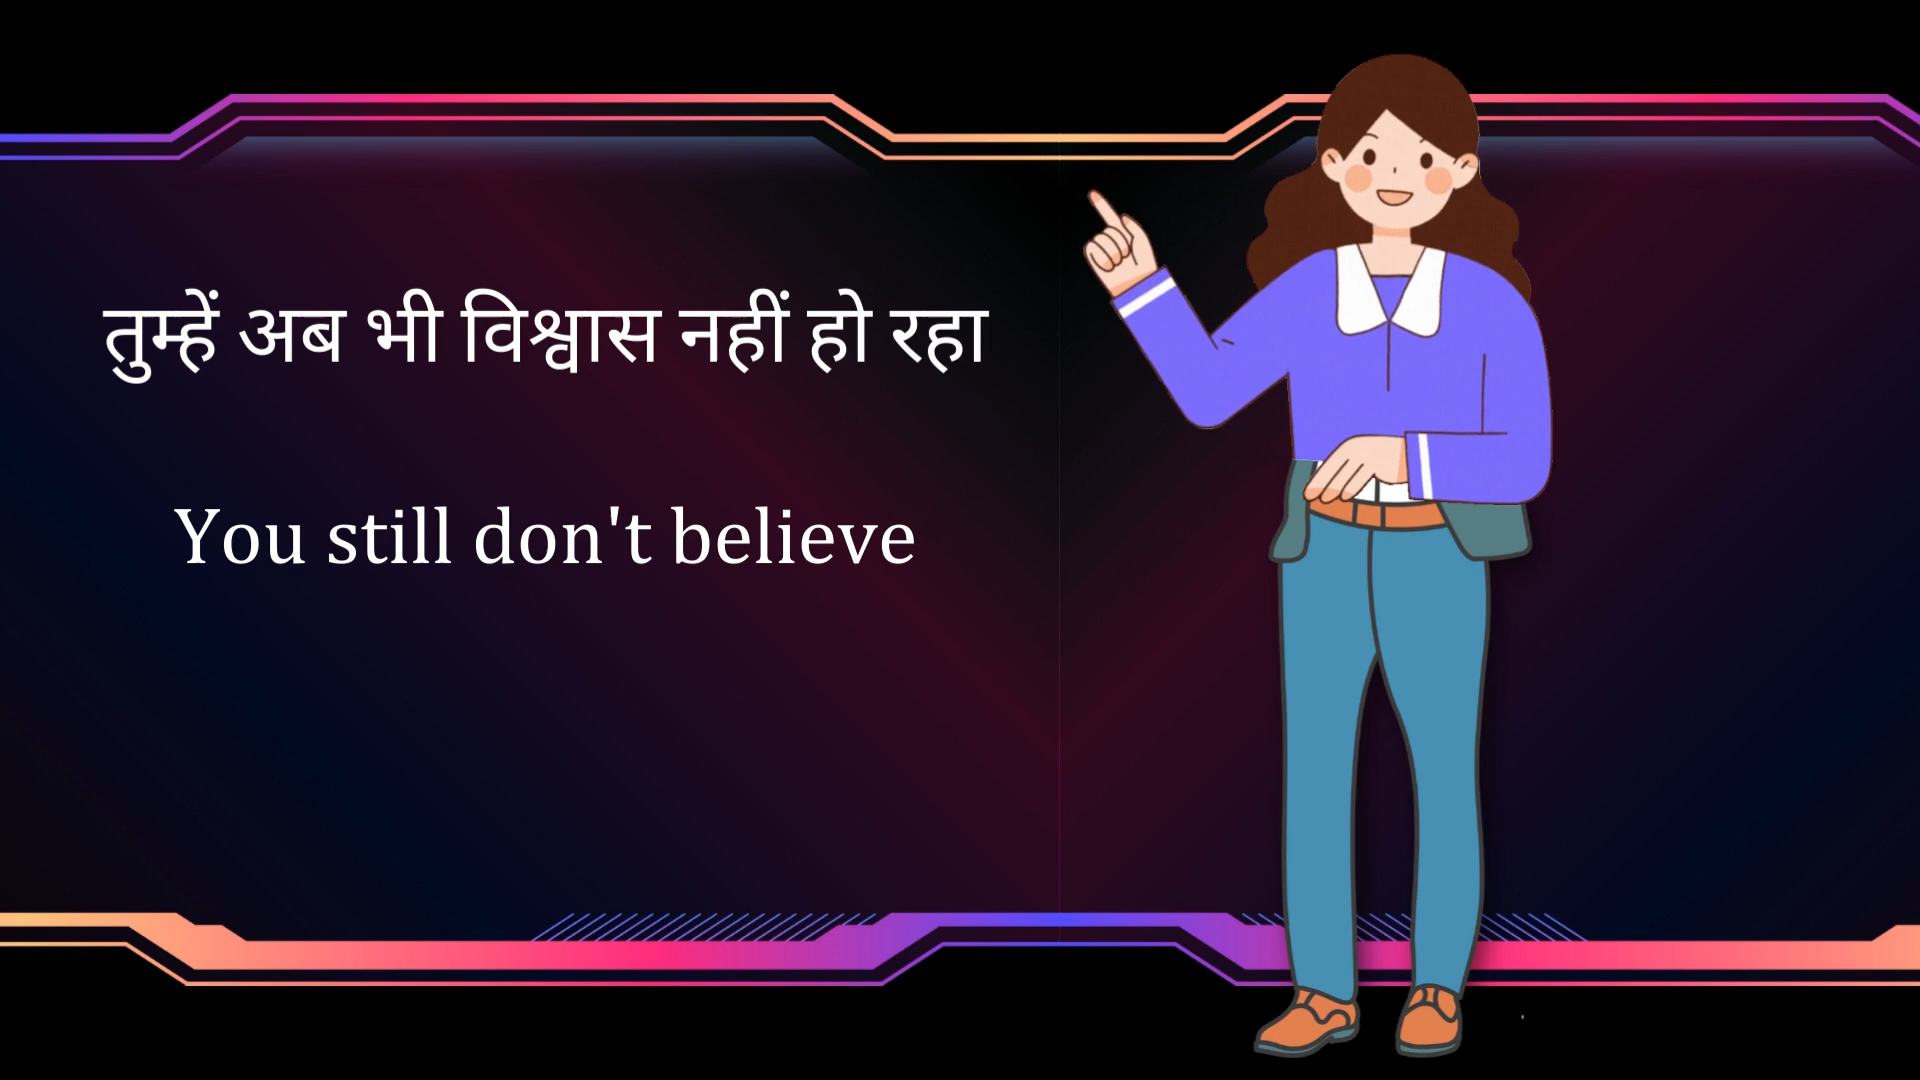 तुम्हें अब भी विश्वास नहीं हो रहा
You still don't believe